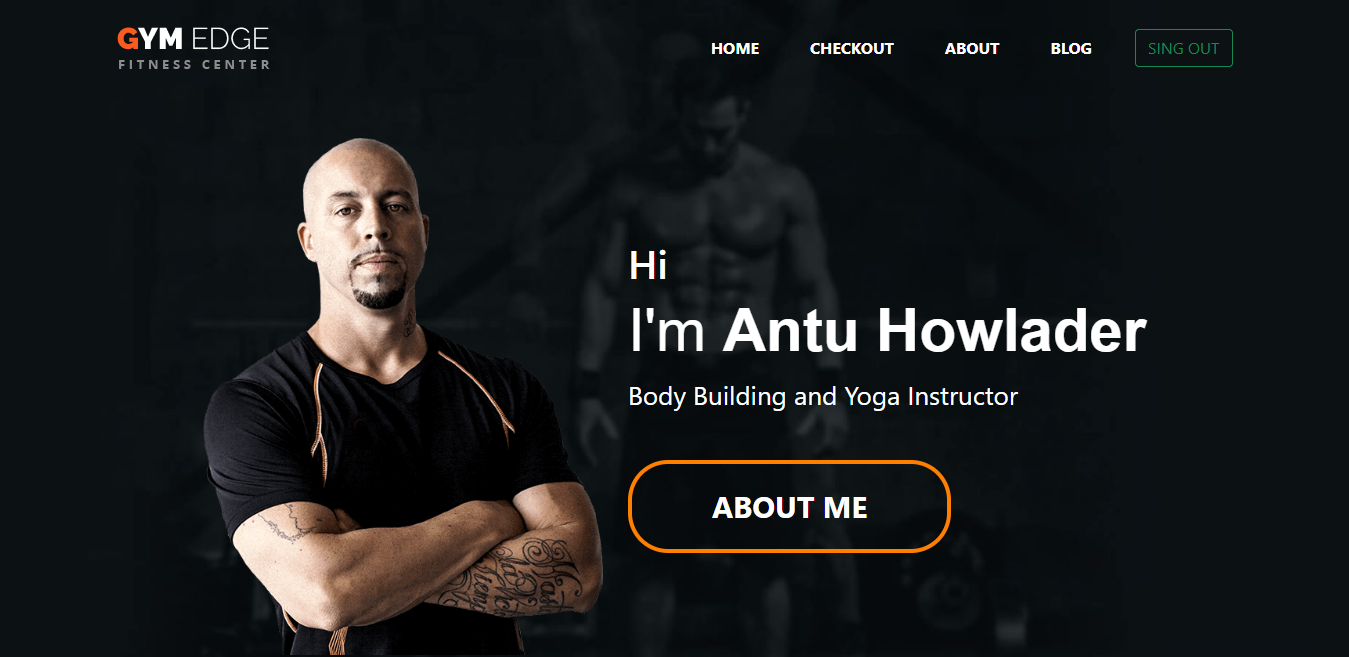 GYM EDGE
FITNESS CENTER
HOME CHECKOUT ABOUT BLOG SING OUT
Hi
I'm Antu Howlader
Body Building and Yoga Instructor
ABOUT ME